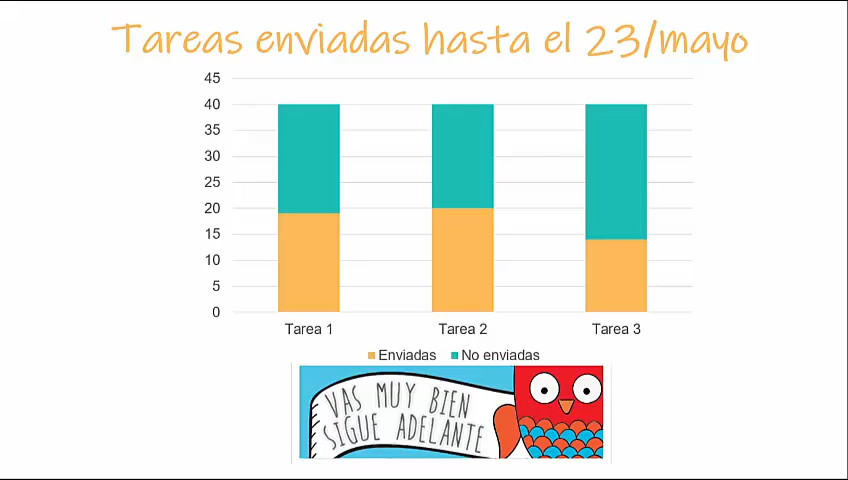 Tareas enviadas hasta el 23/mayo
45
40
35
30
25
20
15
10
5
0
Tarea 1 Tarea 2 Tarea 3
Enviadas No enviadas
VAS MUY BIEN
SIGUE ADELANTE